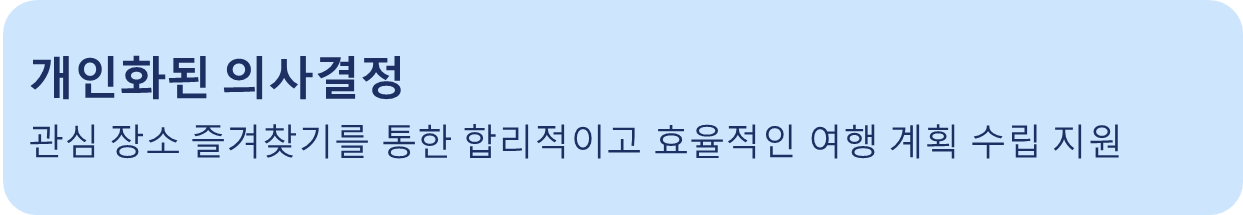 개인화된 의사결정
관심 장소 즐겨찾기를 통한 합리적이고 효율적인 여행 계획 수립 지원